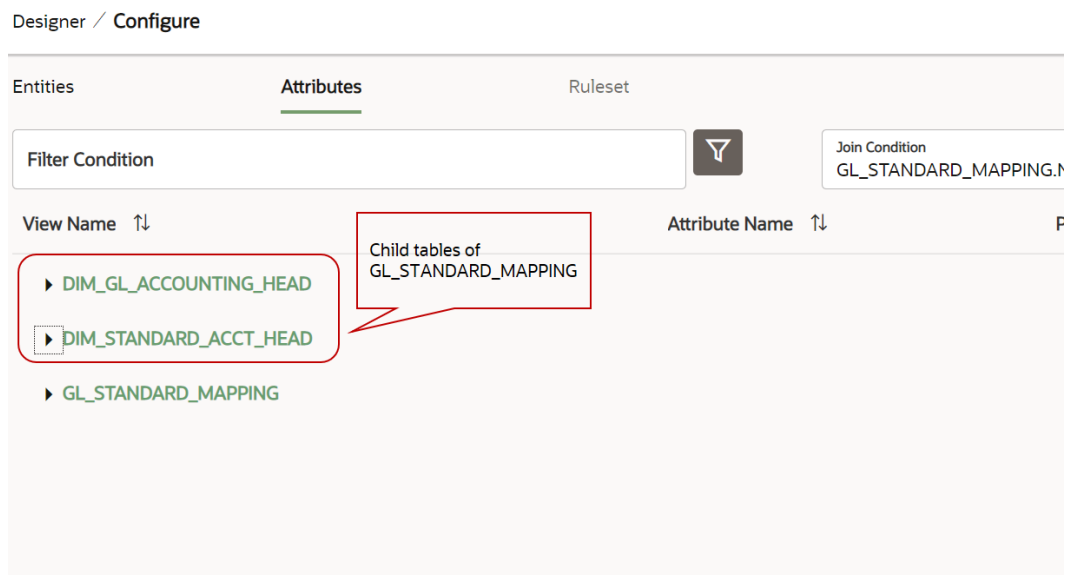 Designer / Configure
Entities Attributes Ruleset
Filter Condition
Join Condition
GL_STANDARD_MAPPING.N
View Name Attribute Name P
Child tables of
GL_STANDARD_MAPPING
DIM_GL_ACCOUNTING_HEAD
DIM_STANDARD_ACCT_HEAD
GL_STANDARD_MAPPING